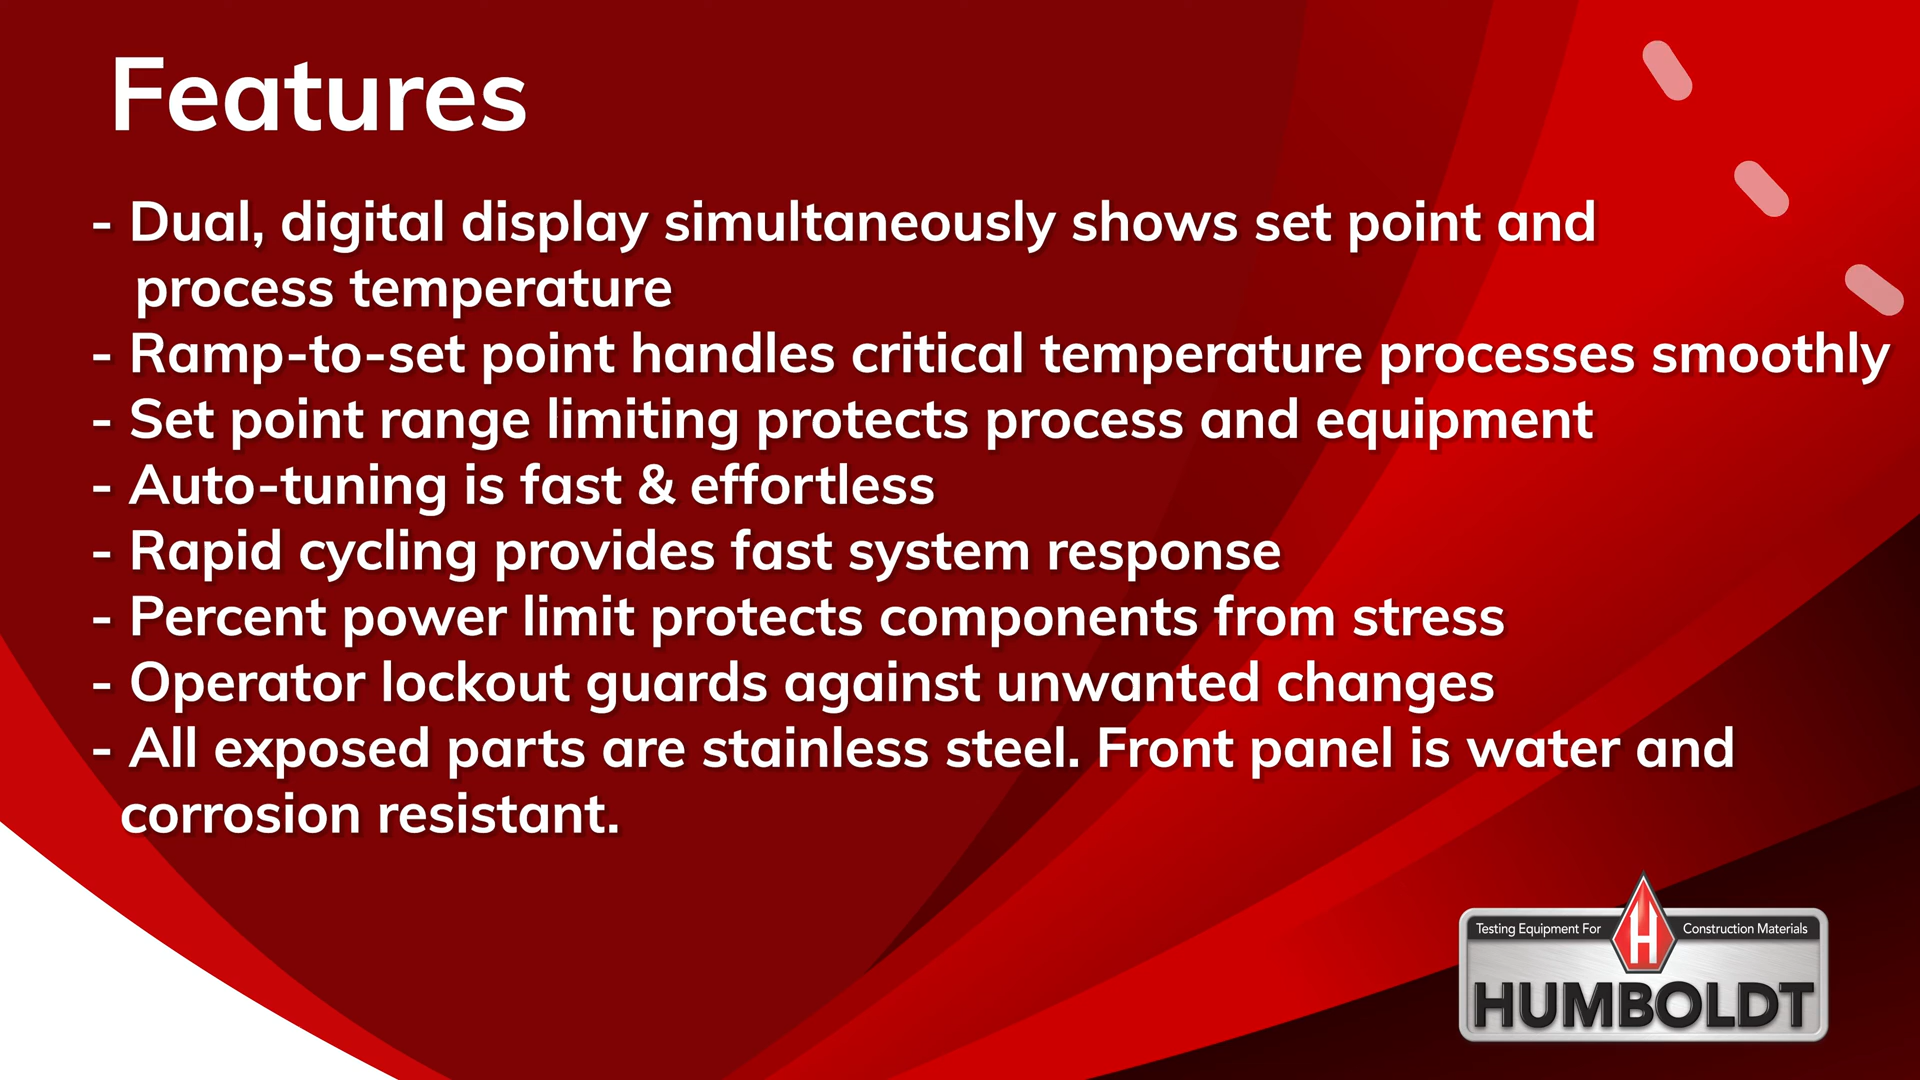 Features
- Dual, digital display simultaneously shows set point and
process temperature
- Ramp-to-set point handles critical temperature processes smoothly
- Set point range limiting protects process and equipment
- Auto-tuning is fast & effortless
- Rapid cycling provides fast system response
- Percent power limit protects components from stress
- Operator lockout guards against unwanted changes
- All exposed parts are stainless steel. Front panel is water and
corrosion resistant.
Testing Equipment For H Construction Materials
HUMBOLDT